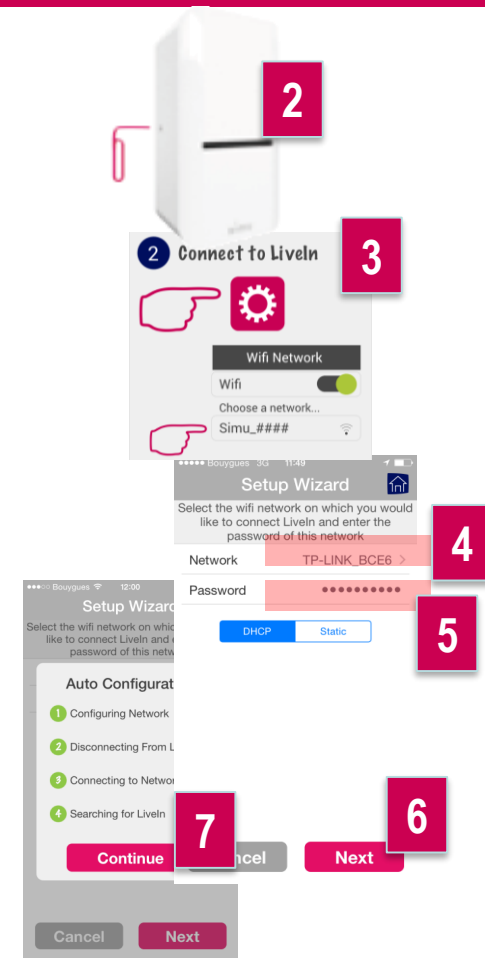 2
2 Connect to LiveIn
3
Wifi Network
Wifi
Choose a network...
Simu_####
Bouygues 3G 11:49
Setup Wizard
Select the wifi network on which you would
like to connect LiveIn and enter the
password of this network
4
Network TP-LINK_BCE6 >
Password ••••••••••
5
DHCP Static
6
cel Next
Bouygues 12:00
Setup Wizard
Select the wifi network on whic
like to connect LiveIn and
password of this netw
Auto Configurat
1 Configuring Network
2 Disconnecting From L
3 Connecting to Networ
4 Searching for LiveIn
7
Continue
Cancel Next